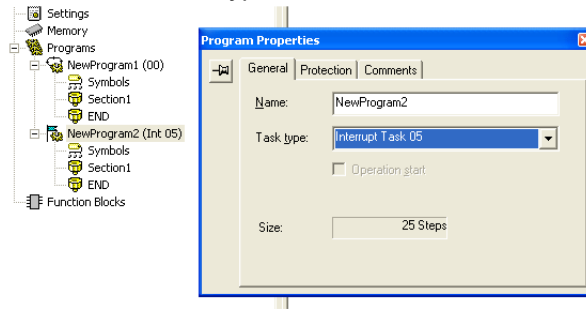 Settings
Memory
Programs
NewProgram1 (00)
Symbols
Section1
END
NewProgram2 (Int 05)
Symbols
Section1
END
Function Blocks
Program Properties
General Protection Comments
Name: NewProgram2
Task type: Interrupt Task 05
Operation start
Size: 25 Steps